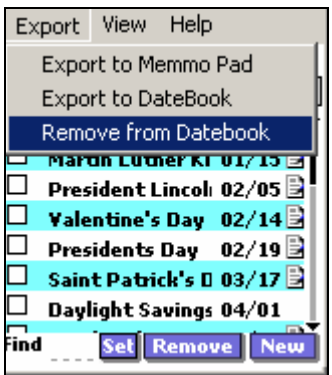 Export View Help
Export to Memmo Pad
Export to DateBook
Remove from Datebook
Martin Luther Ki 01/15
President Lincol 02/05
Valentine's Day 02/14
Presidents Day 02/19
Saint Patrick's D 03/17
Daylight Savings 04/01
Find Set Remove New